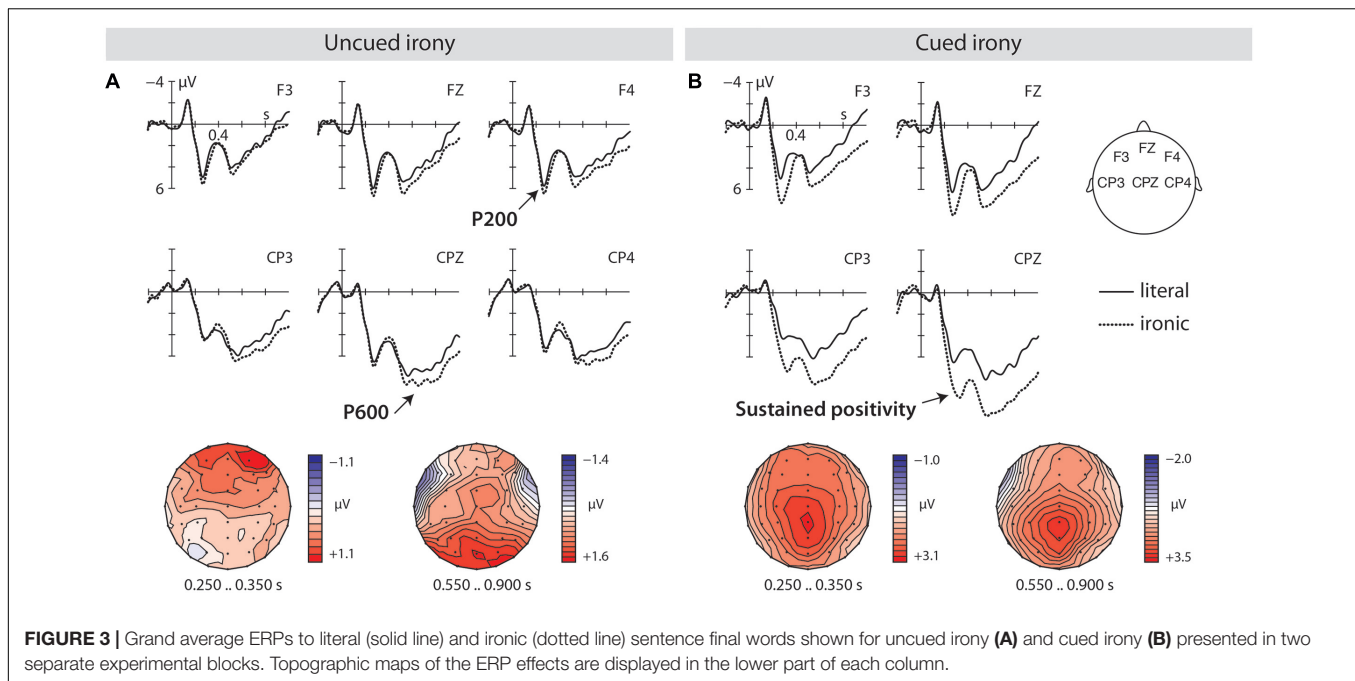 Uncued irony
Cued irony
A
−4
μV
F3
FZ
F4
s
0.4
6
P200
CP3
CPZ
CP4
P600
B
−4
μV
F3
FZ
s
0.4
6
CP3
CPZ
Sustained positivity
F3 FZ F4
CP3 CPZ CP4
literal
ironic
−1.1
μV
+1.1
0.250 .. 0.350 s
−1.4
μV
+1.6
0.550 .. 0.900 s
−1.0
μV
+3.1
0.250 .. 0.350 s
−2.0
μV
+3.5
0.550 .. 0.900 s
FIGURE 3 | Grand average ERPs to literal (solid line) and ironic (dotted line) sentence final words shown for uncued irony (A) and cued irony (B) presented in two
separate experimental blocks. Topographic maps of the ERP effects are displayed in the lower part of each column.